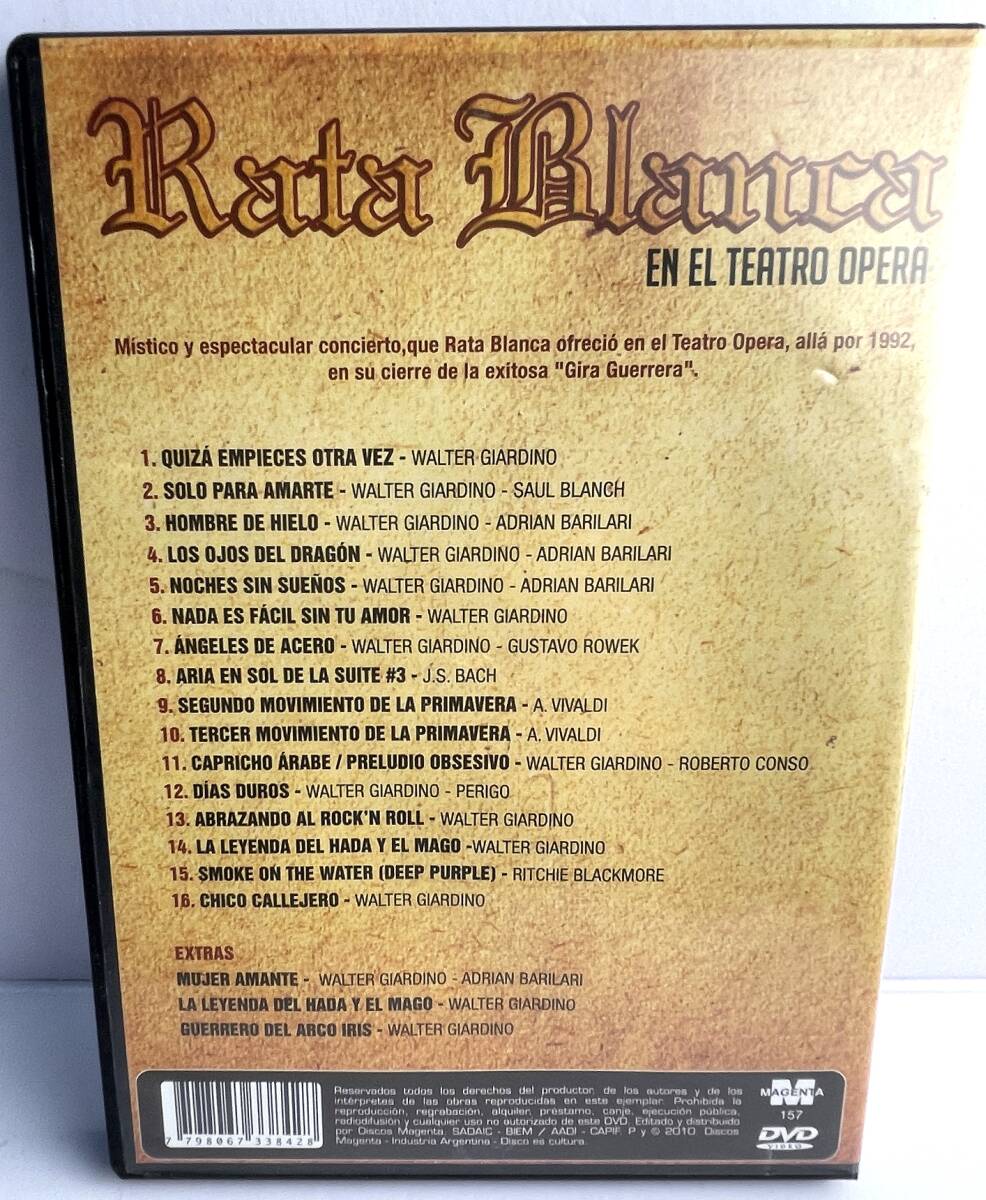 Rata Blanca
EN EL TEATRO OPERA
Místico y espectacular concierto,que Rata Blanca ofreció en el Teatro Opera, allá por 1992,
en su cierre de la exitosa "Gira Guerrera".
1. QUIZÁ EMPIECES OTRA VEZ - WALTER GIARDINO
2. SOLO PARA AMARTE - WALTER GIARDINO - SAUL BLANCH
3. HOMBRE DE HIELO - WALTER GIARDINO - ADRIAN BARILARI
4. LOS OJOS DEL DRAGÓN - WALTER GIARDINO - ADRIAN BARILARI
5. NOCHES SIN SUEÑOS - WALTER GIARDINO - ADRIAN BARILARI
6. NADA ES FÁCIL SIN TU AMOR - WALTER GIARDINO
7. ÁNGELES DE ACERO - WALTER GIARDINO - GUSTAVO ROWEK
8. ARIA EN SOL DE LA SUITE #3 - J.S. BACH
9. SEGUNDO MOVIMIENTO DE LA PRIMAVERA - A. VIVALDI
10. TERCER MOVIMIENTO DE LA PRIMAVERA - A. VIVALDI
11. CAPRICHO ÁRABE / PRELUDIO OBSESIVO - WALTER GIARDINO - ROBERTO CONSO
12. DÍAS DUROS - WALTER GIARDINO - PERIGO
13. ABRAZANDO AL ROCK'N ROLL - WALTER GIARDINO
14. LA LEYENDA DEL HADA Y EL MAGO -WALTER GIARDINO
15. SMOKE ON THE WATER (DEEP PURPLE) - RITCHIE BLACKMORE
16. CHICO CALLEJERO - WALTER GIARDINO
EXTRAS
MUJER AMANTE - WALTER GIARDINO - ADRIAN BARILARI
LA LEYENDA DEL HADA Y EL MAGO - WALTER GIARDINO
GUERRERO DEL ARCO IRIS - WALTER GIARDINO
7 798067 338428
Reservados todos los derechos del productor, de los autores y de los
intérpretes de las obras reproducidas en este ejemplar. Prohibida la
reproducción, regrabación, alquiler, préstamo, canje, ejecución pública,
radiodifusión y cualquier uso no autorizado de este DVD. Editado y distribuido
por Discos Magenta. SADAIC - BIEM / AADI - CAPIF. P y © 2010 Discos
Magenta - Industria Argentina - Disco es cultura.
MAGENTA
157
DVD
VIDEO